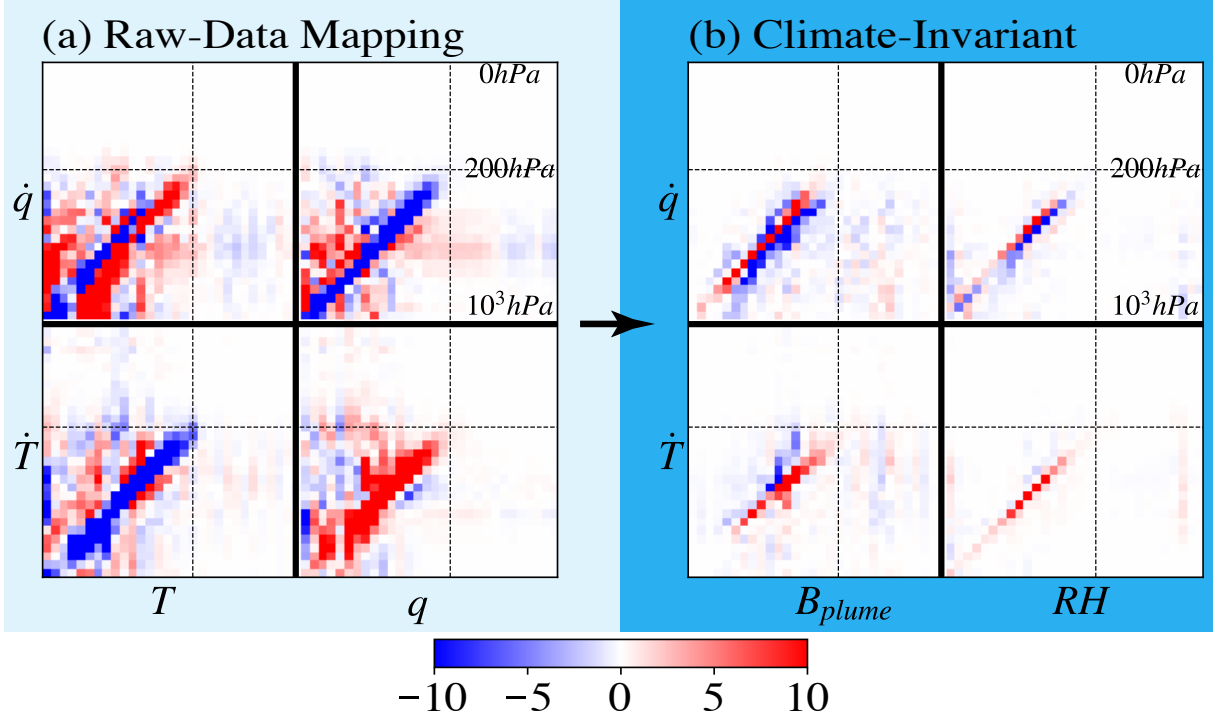 (a) Raw-Data Mapping
(b) Climate-Invariant
0hPa
0hPa
200hPa
200hPa
q̇
q̇
10³hPa
10³hPa
Ṫ
Ṫ
T
q
B_plume
RH
−10
−5
0
5
10